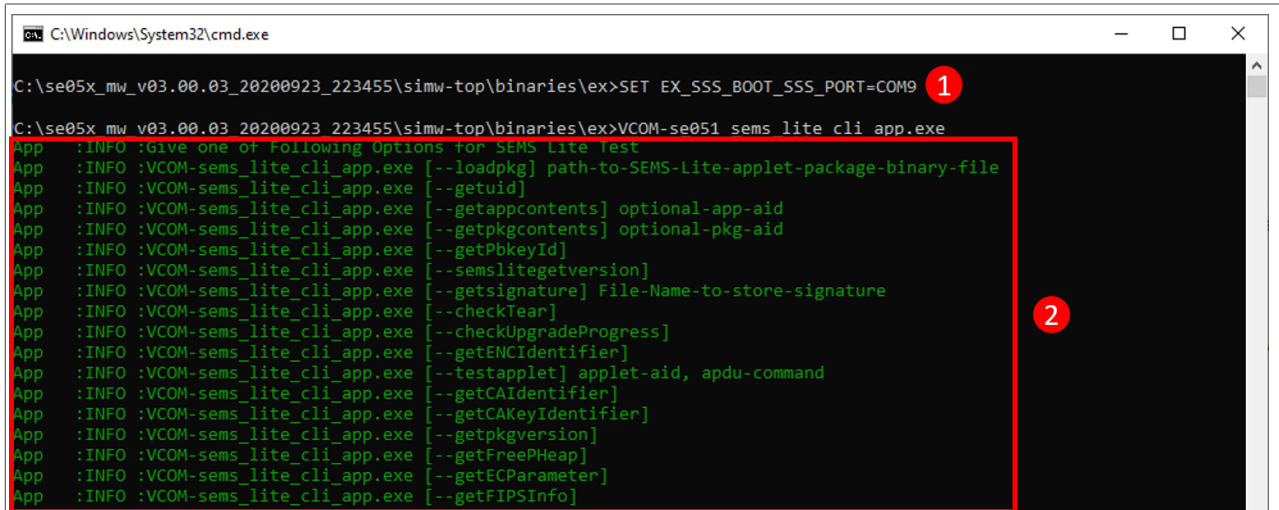 C:\Windows\System32\cmd.exe
C:\se05x_mw_v03.00.03_20200923_223455\simw-top\binaries\ex>SET EX_SSS_BOOT_SSS_PORT=COM9 1
C:\se05x_mw_v03.00.03_20200923_223455\simw-top\binaries\ex>VCOM-se051_sems_lite_cli_app.exe
App :INFO :Give one of Following Options for SEMS Lite Test
App :INFO :VCOM-sems_lite_cli_app.exe [--loadpkg] path-to-SEMS-Lite-applet-package-binary-file
App :INFO :VCOM-sems_lite_cli_app.exe [--getuid]
App :INFO :VCOM-sems_lite_cli_app.exe [--getappcontents] optional-app-aid
App :INFO :VCOM-sems_lite_cli_app.exe [--getpkgcontents] optional-pkg-aid
App :INFO :VCOM-sems_lite_cli_app.exe [--getPbkeyId]
App :INFO :VCOM-sems_lite_cli_app.exe [--semslitegetversion]
App :INFO :VCOM-sems_lite_cli_app.exe [--getsignature] File-Name-to-store-signature
App :INFO :VCOM-sems_lite_cli_app.exe [--checkTear]
2
App :INFO :VCOM-sems_lite_cli_app.exe [--checkUpgradeProgress]
App :INFO :VCOM-sems_lite_cli_app.exe [--getENCIdentifier]
App :INFO :VCOM-sems_lite_cli_app.exe [--testapplet] applet-aid, apdu-command
App :INFO :VCOM-sems_lite_cli_app.exe [--getCAIdentifier]
App :INFO :VCOM-sems_lite_cli_app.exe [--getCAKeyIdentifier]
App :INFO :VCOM-sems_lite_cli_app.exe [--getpkgversion]
App :INFO :VCOM-sems_lite_cli_app.exe [--getFreePHeap]
App :INFO :VCOM-sems_lite_cli_app.exe [--getECParameter]
App :INFO :VCOM-sems_lite_cli_app.exe [--getFIPSInfo]